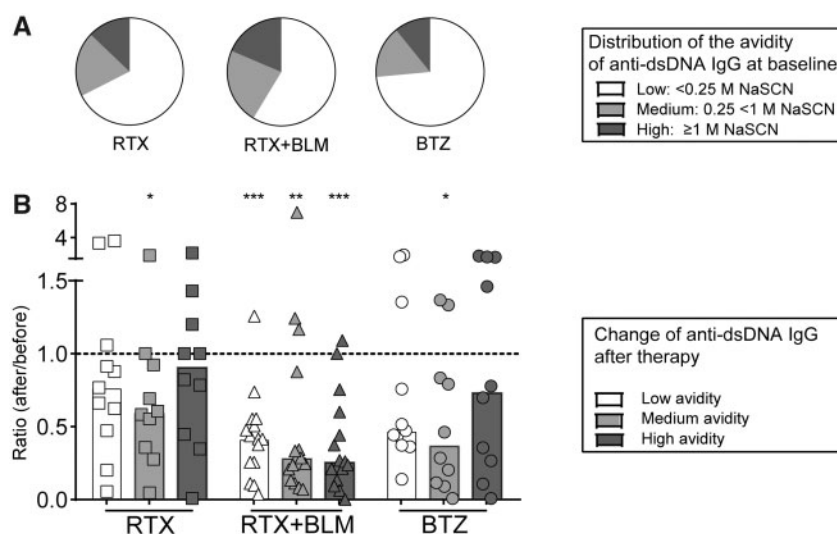 A
RTX
RTX+BLM
BTZ
Distribution of the avidity
of anti-dsDNA IgG at baseline
Low: <0.25 M NaSCN
Medium: 0.25 <1 M NaSCN
High: ≥1 M NaSCN
B
Ratio (after/before)
8
4
1.5
1.0
0.5
0.0
*
***
**
***
*
RTX
RTX+BLM
BTZ
Change of anti-dsDNA IgG
after therapy
Low avidity
Medium avidity
High avidity